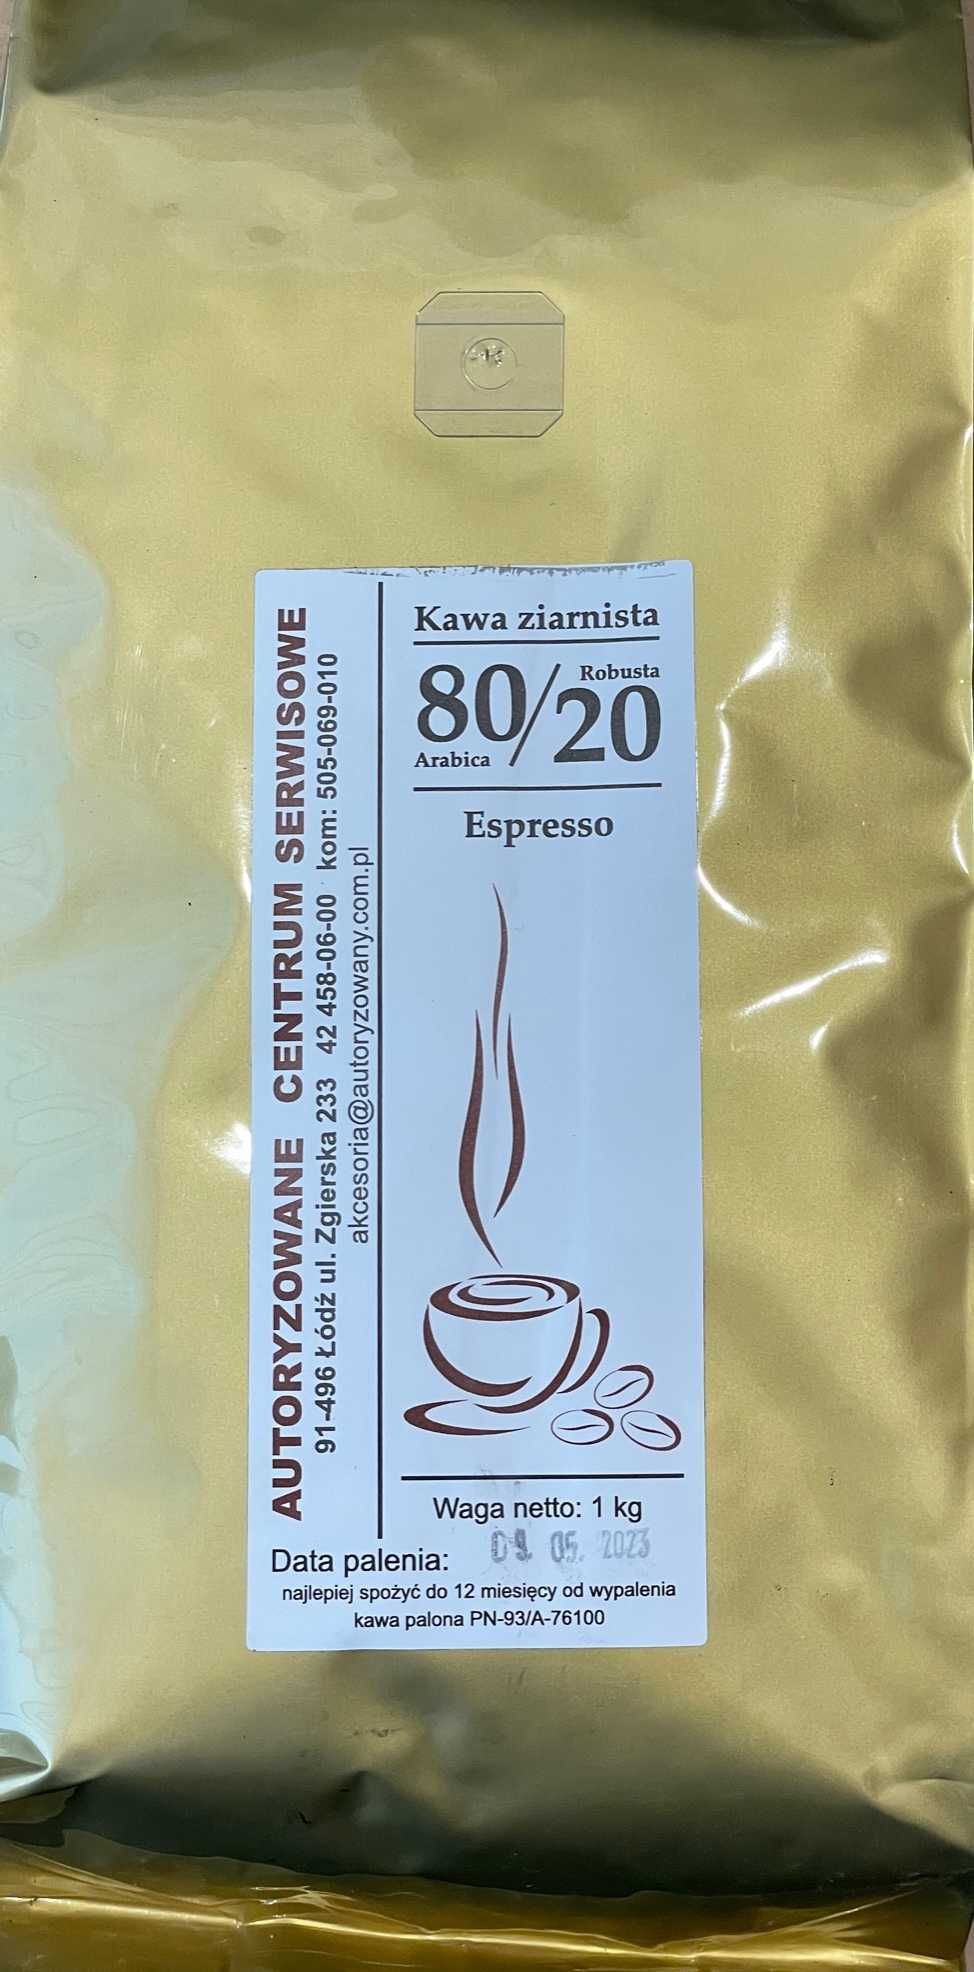 AUTORYZOWANE CENTRUM SERWISOWE
91-496 Łódź ul. Zgierska 233 42 458-06-00 kom: 505-069-010
akcesoria@autoryzowany.com.pl
Kawa ziarnista
80/20
Robusta
Arabica
Espresso
Waga netto: 1 kg
Data palenia: 09. 05. 2023
najlepiej spożyć do 12 miesięcy od wypalenia
kawa palona PN-93/A-76100